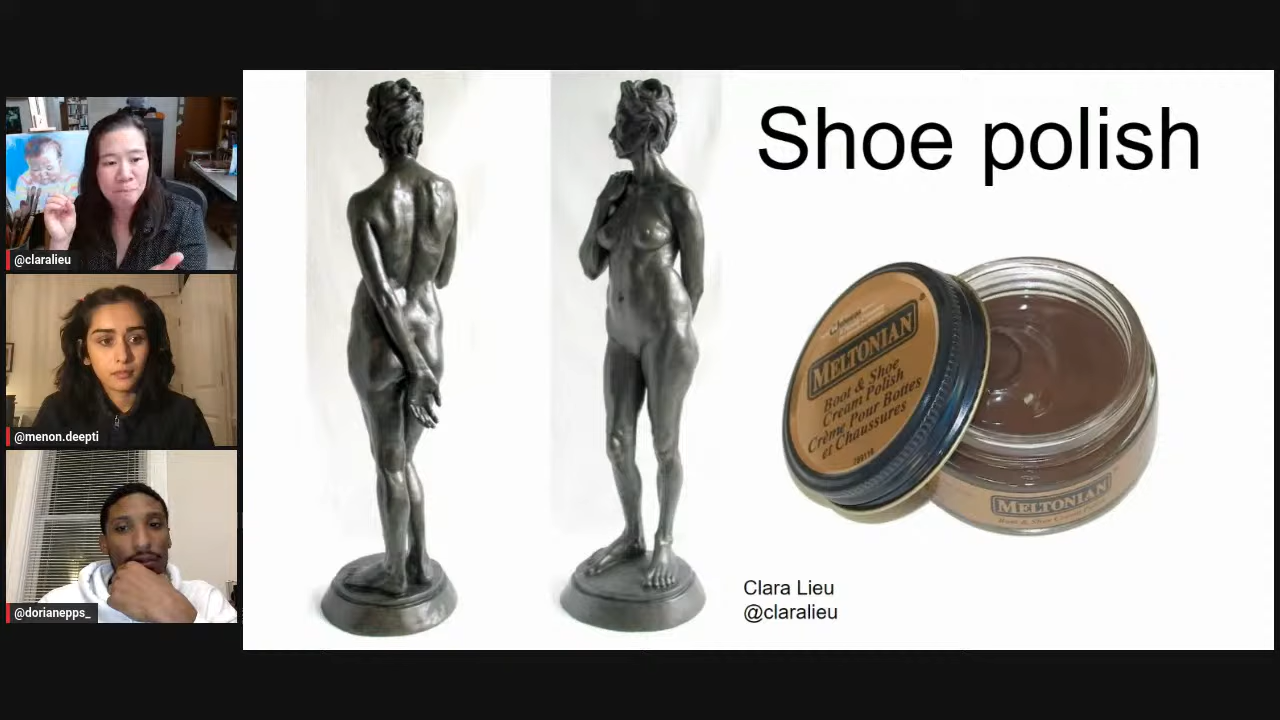 @claralieu
@menon.deepti
@dorianepps_
Shoe polish
MELTONIAN
Boot & Shoe
Cream Polish
Crème Pour Bottes
et Chaussures
MELTONIAN
Clara Lieu
@claralieu